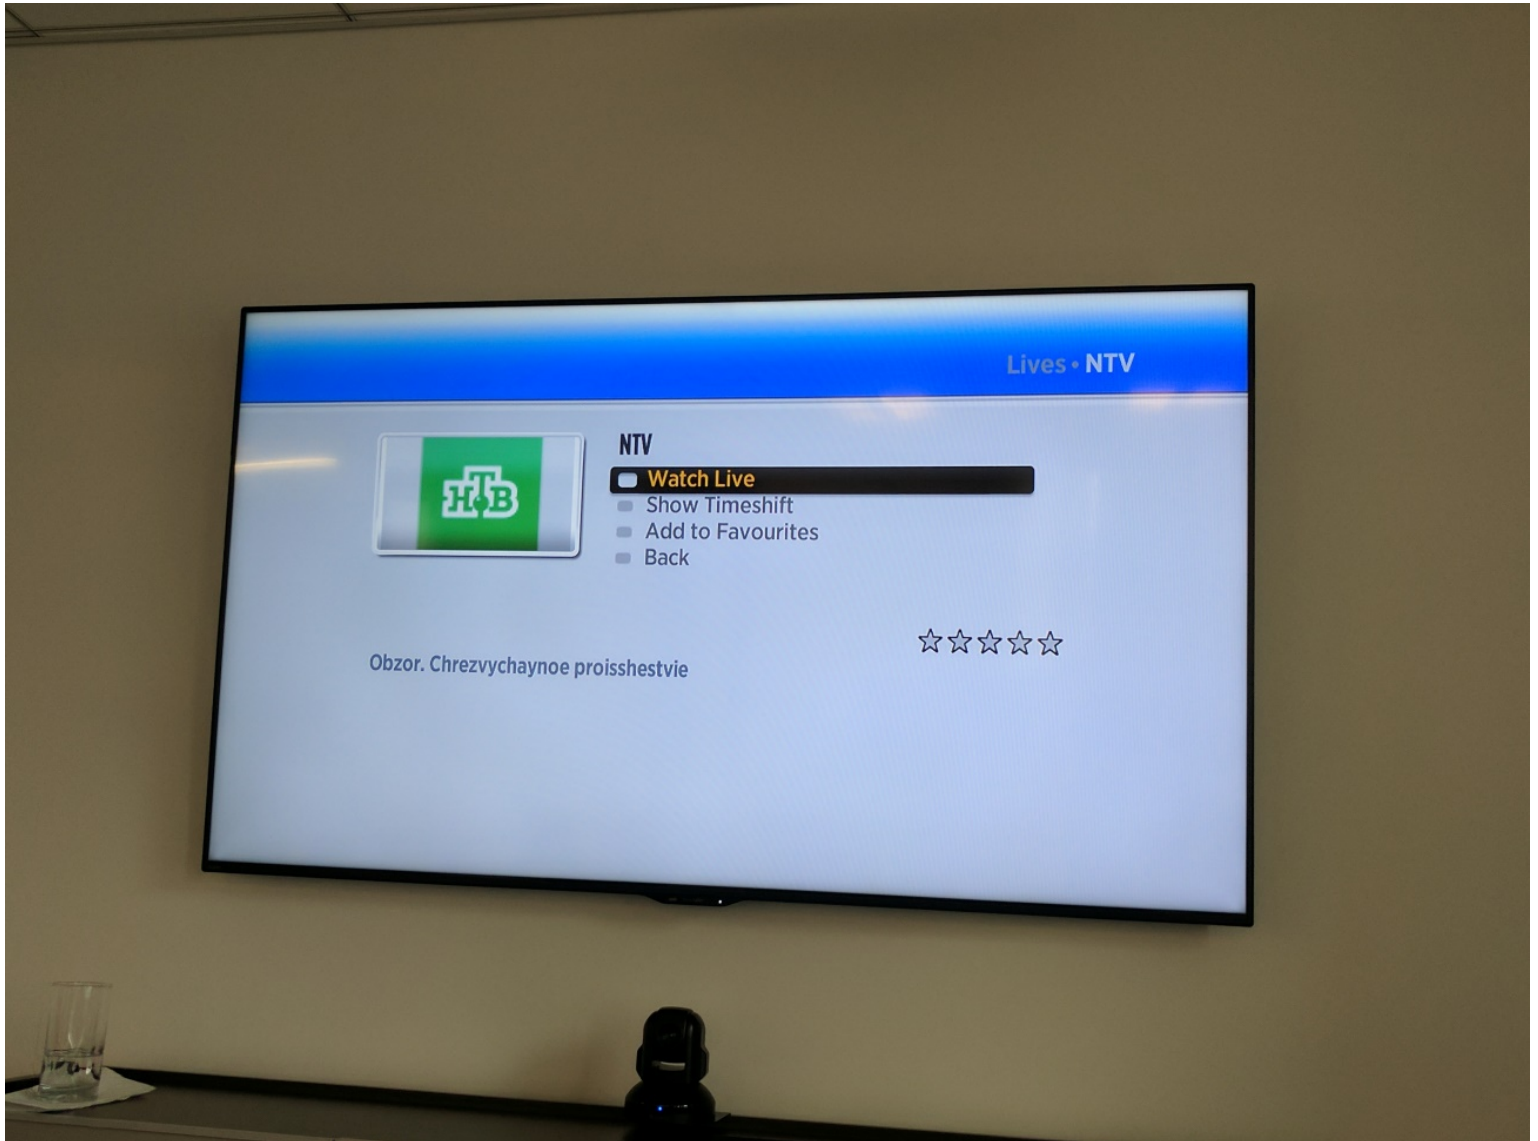 Lives • NTV
НТВ
NTV
Watch Live
Show Timeshift
Add to Favourites
Back
Obzor. Chrezvychaynoe proisshestvie